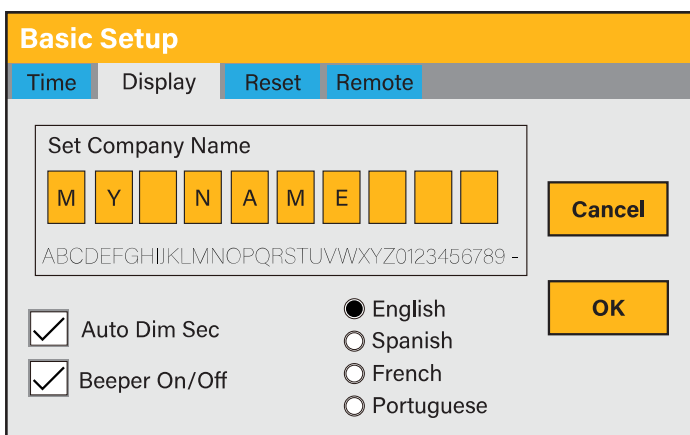 Basic Setup
Time Display Reset Remote
Set Company Name
M Y N A M E
ABCDEFGHIJKLMNOPQRSTUVWXYZ0123456789 -
Cancel
OK
Auto Dim Sec
Beeper On/Off
English
Spanish
French
Portuguese